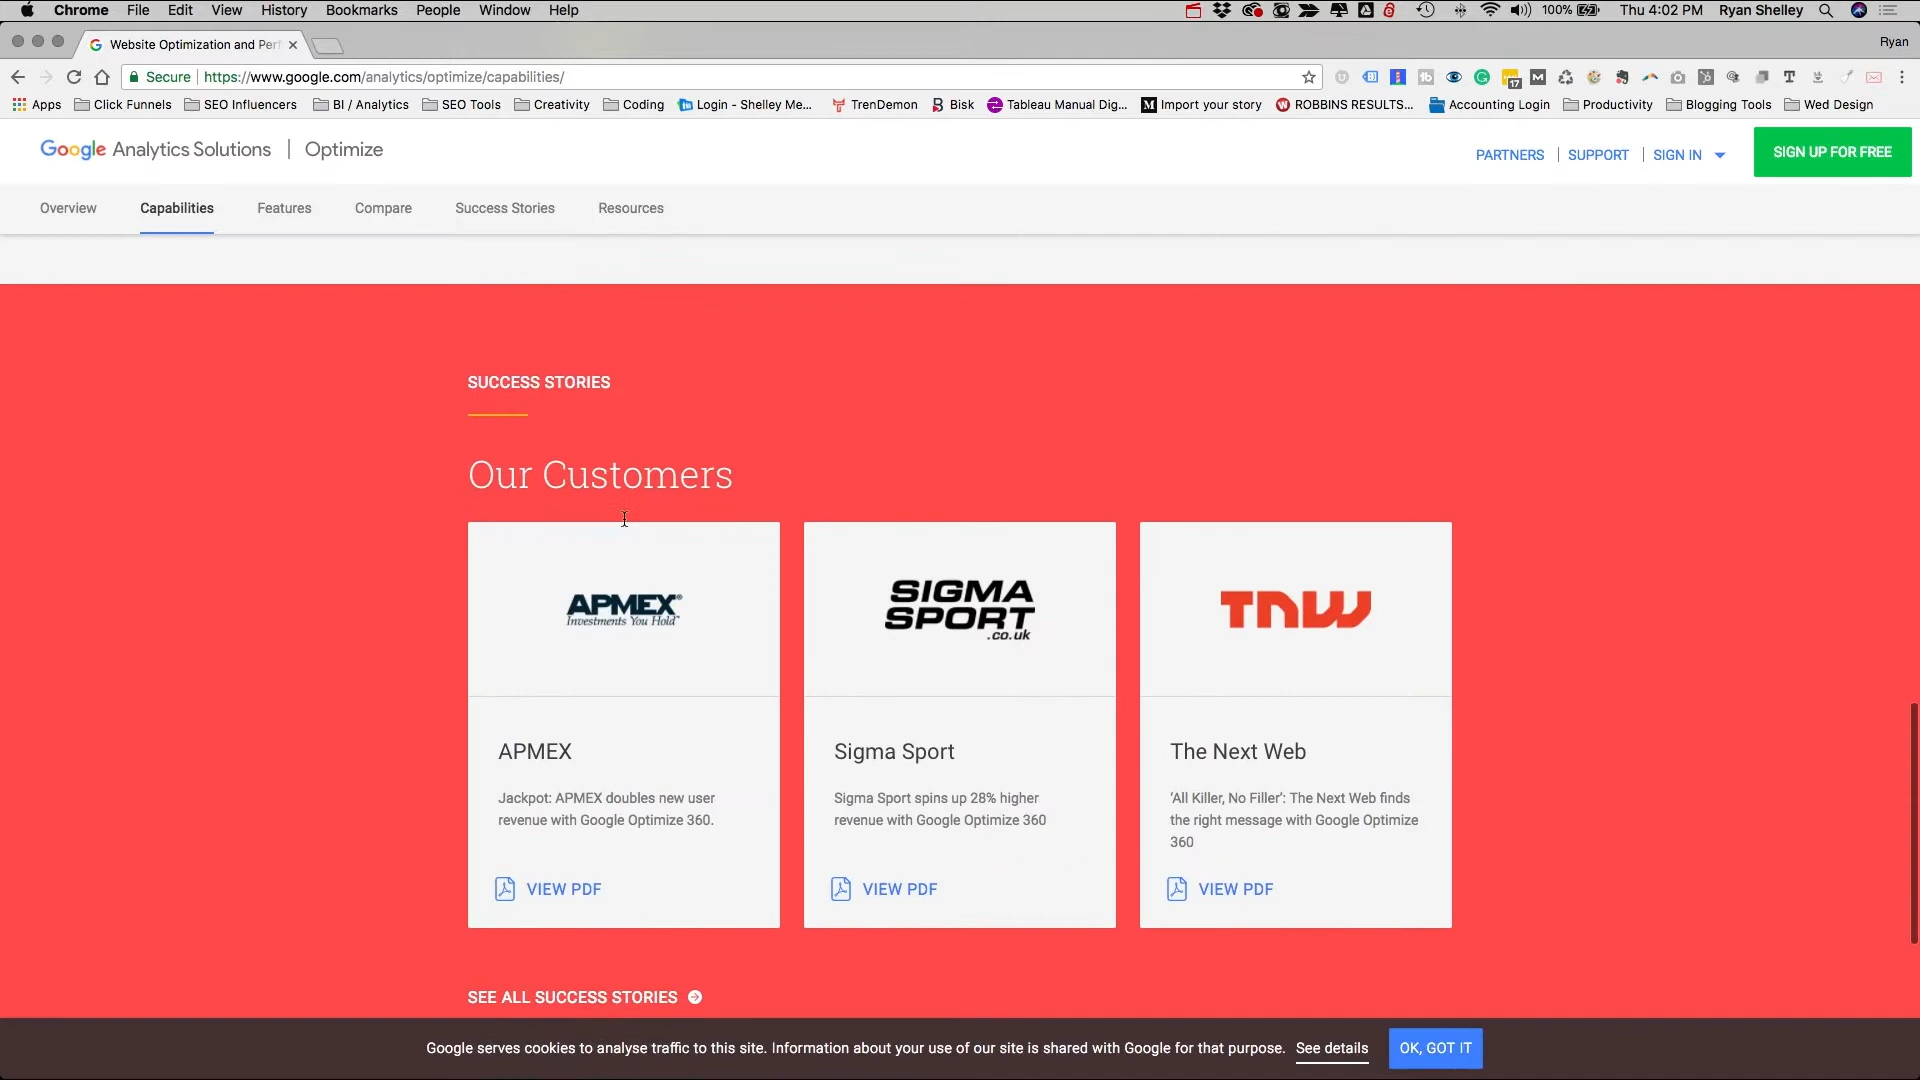 Chrome File Edit View History Bookmarks People Window Help 100% Thu 4:02 PM Ryan Shelley
Website Optimization and Perf Ryan
Secure https://www.google.com/analytics/optimize/capabilities/ 17
Apps Click Funnels SEO Influencers BI / Analytics SEO Tools Creativity Coding Login - Shelley Me... TrenDemon Bisk Tableau Manual Dig... Import your story ROBBINS RESULTS... Accounting Login Productivity Blogging Tools Wed Design
Google Analytics Solutions | Optimize
PARTNERS SUPPORT SIGN IN SIGN UP FOR FREE
Overview Capabilities Features Compare Success Stories Resources
SUCCESS STORIES
Our Customers
APMEX®
Investments You Hold™
SIGMA
SPORT
.co.uk
TNW
APMEX
Jackpot: APMEX doubles new user
revenue with Google Optimize 360.
VIEW PDF
Sigma Sport
Sigma Sport spins up 28% higher
revenue with Google Optimize 360
VIEW PDF
The Next Web
‘All Killer, No Filler’: The Next Web finds
the right message with Google Optimize
360
VIEW PDF
SEE ALL SUCCESS STORIES
Google serves cookies to analyse traffic to this site. Information about your use of our site is shared with Google for that purpose. See details OK, GOT IT